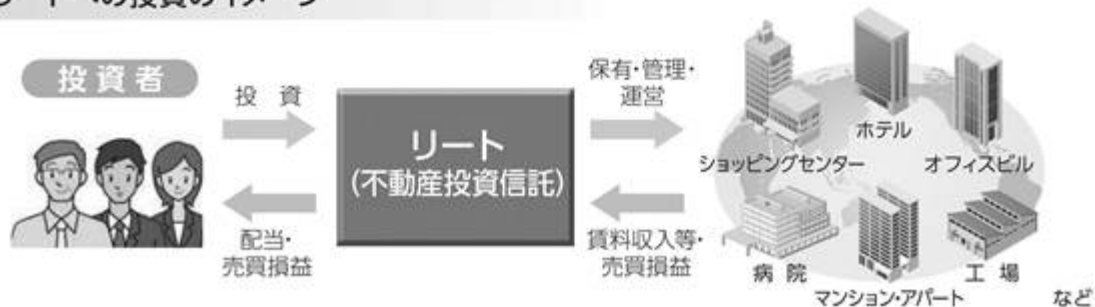 リートへの投資のイメージ
投資者
投 資
配当・
売買損益
リート
(不動産投資信託)
保有・管理・
運営
賃料収入等・
売買損益
ショッピングセンター
ホテル
オフィスビル
病 院
マンション・アパート
工 場
など